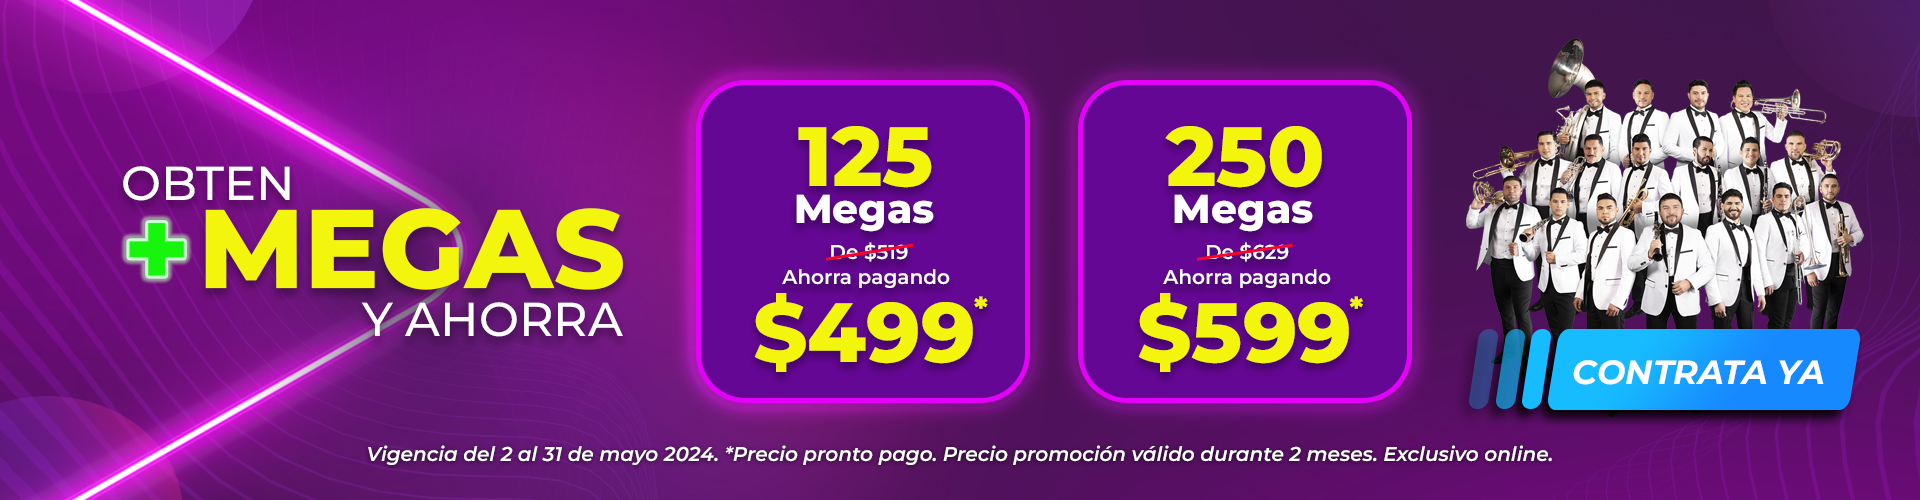 OBTEN
+MEGAS
Y AHORRA
125
Megas
De $519
Ahorra pagando
$499*
250
Megas
De $629
Ahorra pagando
$599*
CONTRATA YA
Vigencia del 2 al 31 de mayo 2024. *Precio pronto pago. Precio promoción válido durante 2 meses. Exclusivo online.